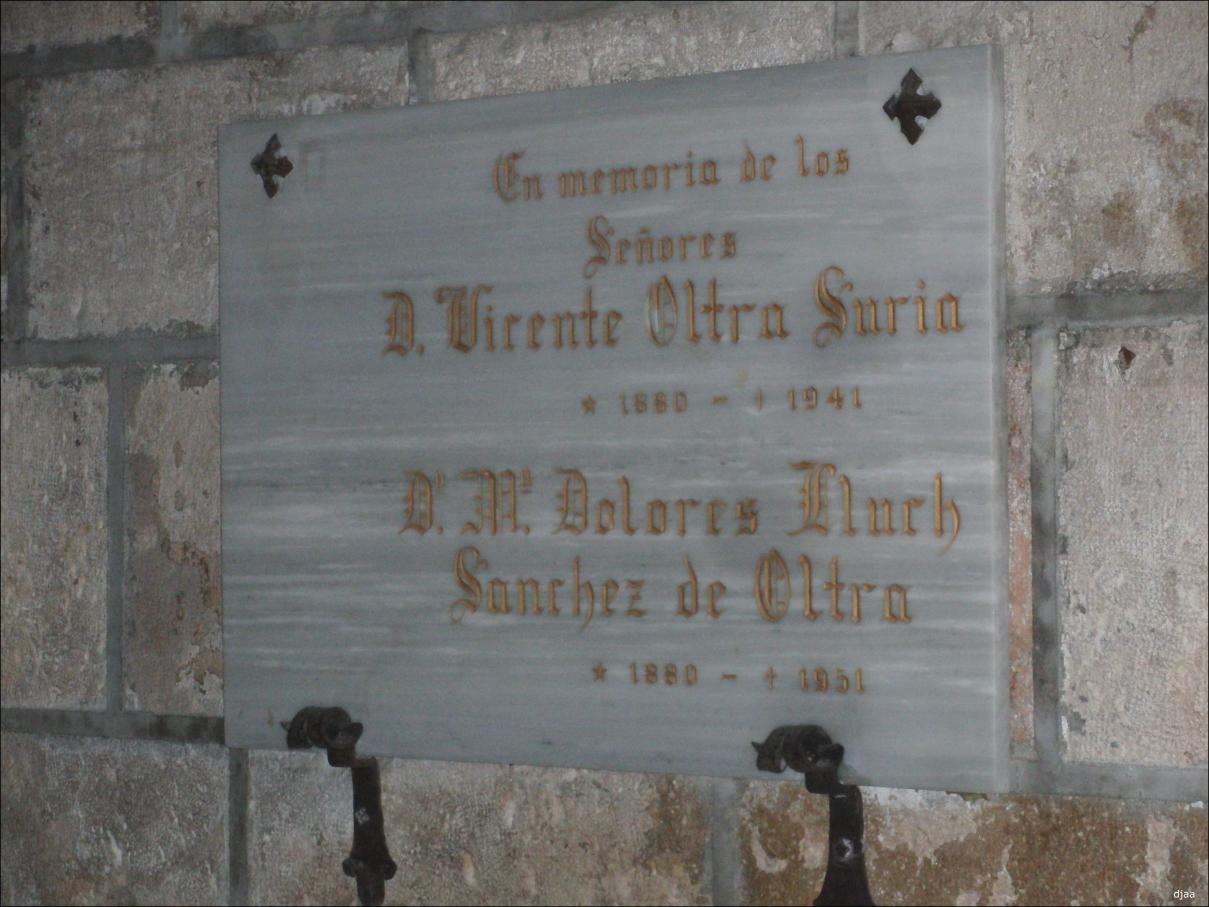 En memoria de los
Señores
D. Vicente Oltra Suria
★ 1880 - † 1941
Dª. Mª. Dolores Lluch
Sanchez de Oltra
★ 1880 - † 1951
djaa